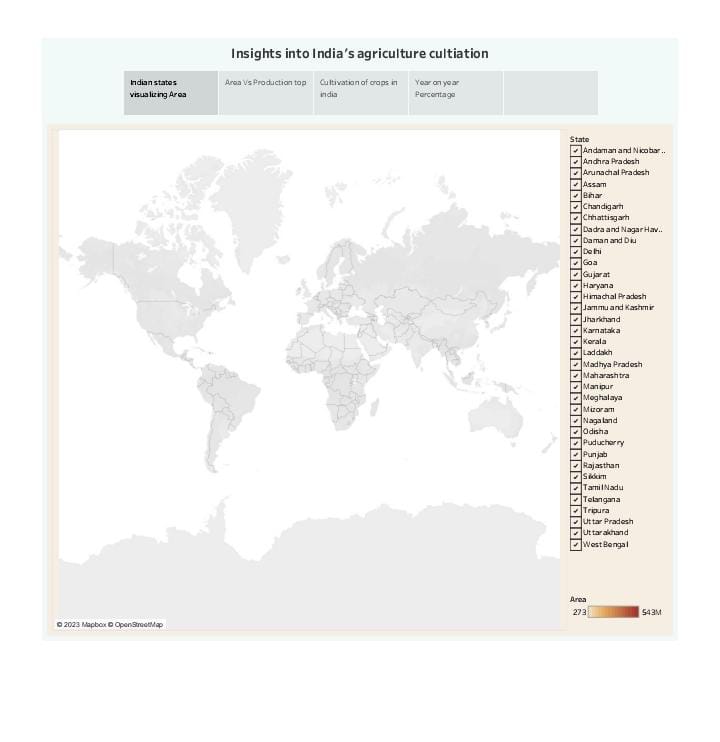 Insights into India's agriculture cultiation
Indian states
visualizing Area
Area Vs Production top
Cultivation of crops in
india
Year on year
Percentage
State
Andaman and Nicobar..
Andhra Pradesh
Arunachal Pradesh
Assam
Bihar
Chandigarh
Chhattisgarh
Dadra and Nagar Hav..
Daman and Diu
Delhi
Goa
Gujarat
Haryana
Himachal Pradesh
Jammu and Kashmir
Jharkhand
Karnataka
Kerala
Laddakh
Madhya Pradesh
Maharashtra
Manipur
Meghalaya
Mizoram
Nagaland
Odisha
Puducherry
Punjab
Rajasthan
Sikkim
Tamil Nadu
Telangana
Tripura
Uttar Pradesh
Uttarakhand
West Bengal
Area
273 543M
© 2023 Mapbox © OpenStreetMap